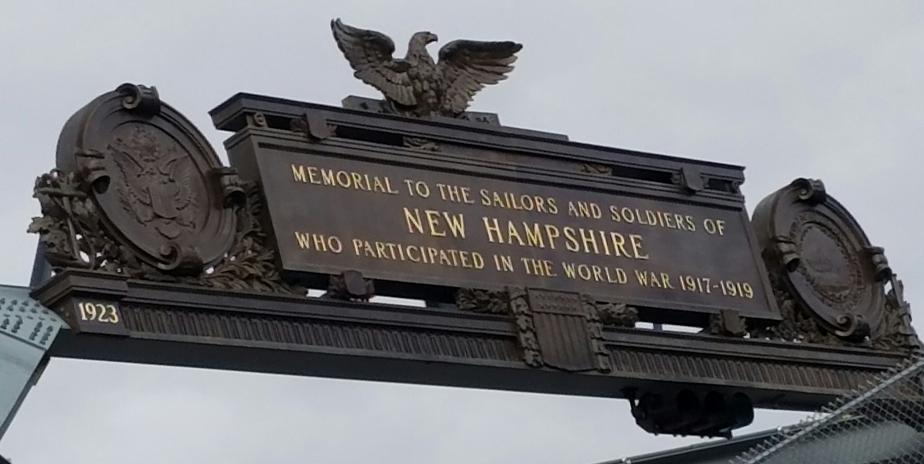 MEMORIAL TO THE SAILORS AND SOLDIERS OF
NEW HAMPSHIRE
WHO PARTICIPATED IN THE WORLD WAR 1917-1919
1923